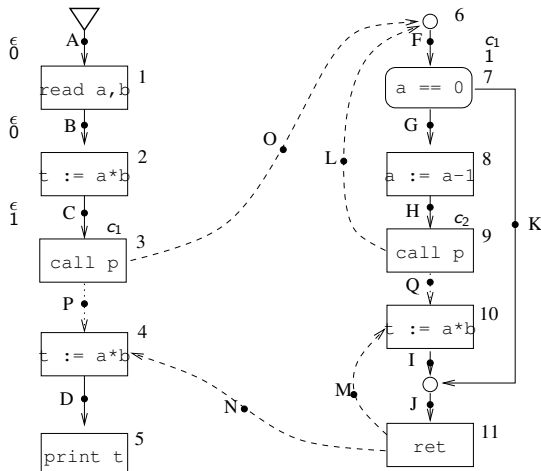 ϵ
0
A
1
read a,b
ϵ
0
B
2
t := a*b
ϵ
1
C
c1
3
call p
P
4
t := a*b
D
5
print t
O
L
N
M
6
F
c1
1
7
a == 0
G
8
a := a-1
H
c2
9
call p
K
Q
10
t := a*b
I
J
11
ret